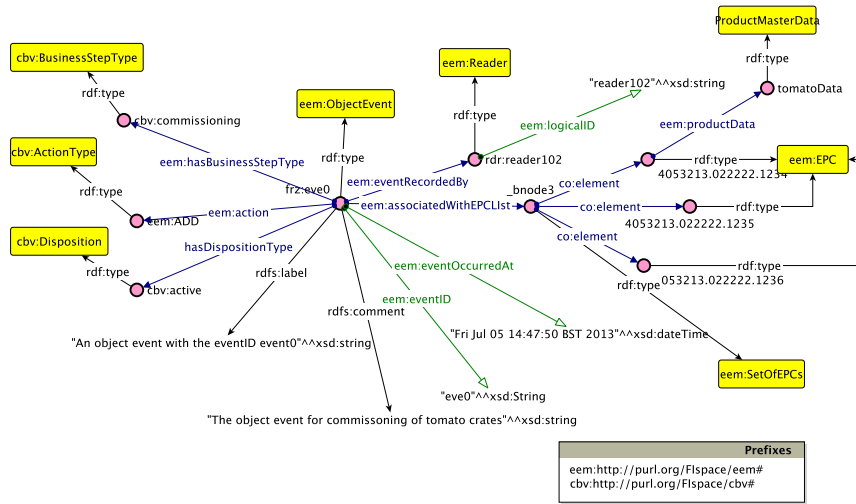 ProductMasterData
cbv:BusinessStepType
rdf:type
eem:Reader
rdf:type
"reader102"^^xsd:string
tomatoData
rdf:type
eem:ObjectEvent
cbv:commissioning
eem:logicalID
eem:productData
rdf:type
cbv:ActionType
eem:hasBusinessStepType
rdf:type
rdr:reader102
rdf:type
eem:EPC
4053213.022222.1234
rdf:type
eem:eventRecordedBy
frz:eve0
_bnode3
co:element
eem:associatedWithEPCLIst
co:element
rdf:type
eem:action
eem:ADD
4053213.022222.1235
cbv:Disposition
hasDispositionType
co:element
rdf:type
rdfs:label
eem:eventOccurredAt
rdf:type
053213.022222.1236
rdf:type
cbv:active
eem:eventID
rdfs:comment
"Fri Jul 05 14:47:50 BST 2013"^^xsd:dateTime
"An object event with the eventID event0"^^xsd:string
eem:SetOfEPCs
"eve0"^^xsd:String
"The object event for commissoning of tomato crates"^^xsd:string
Prefixes
eem:http://purl.org/FIspace/eem#
cbv:http://purl.org/FIspace/cbv#